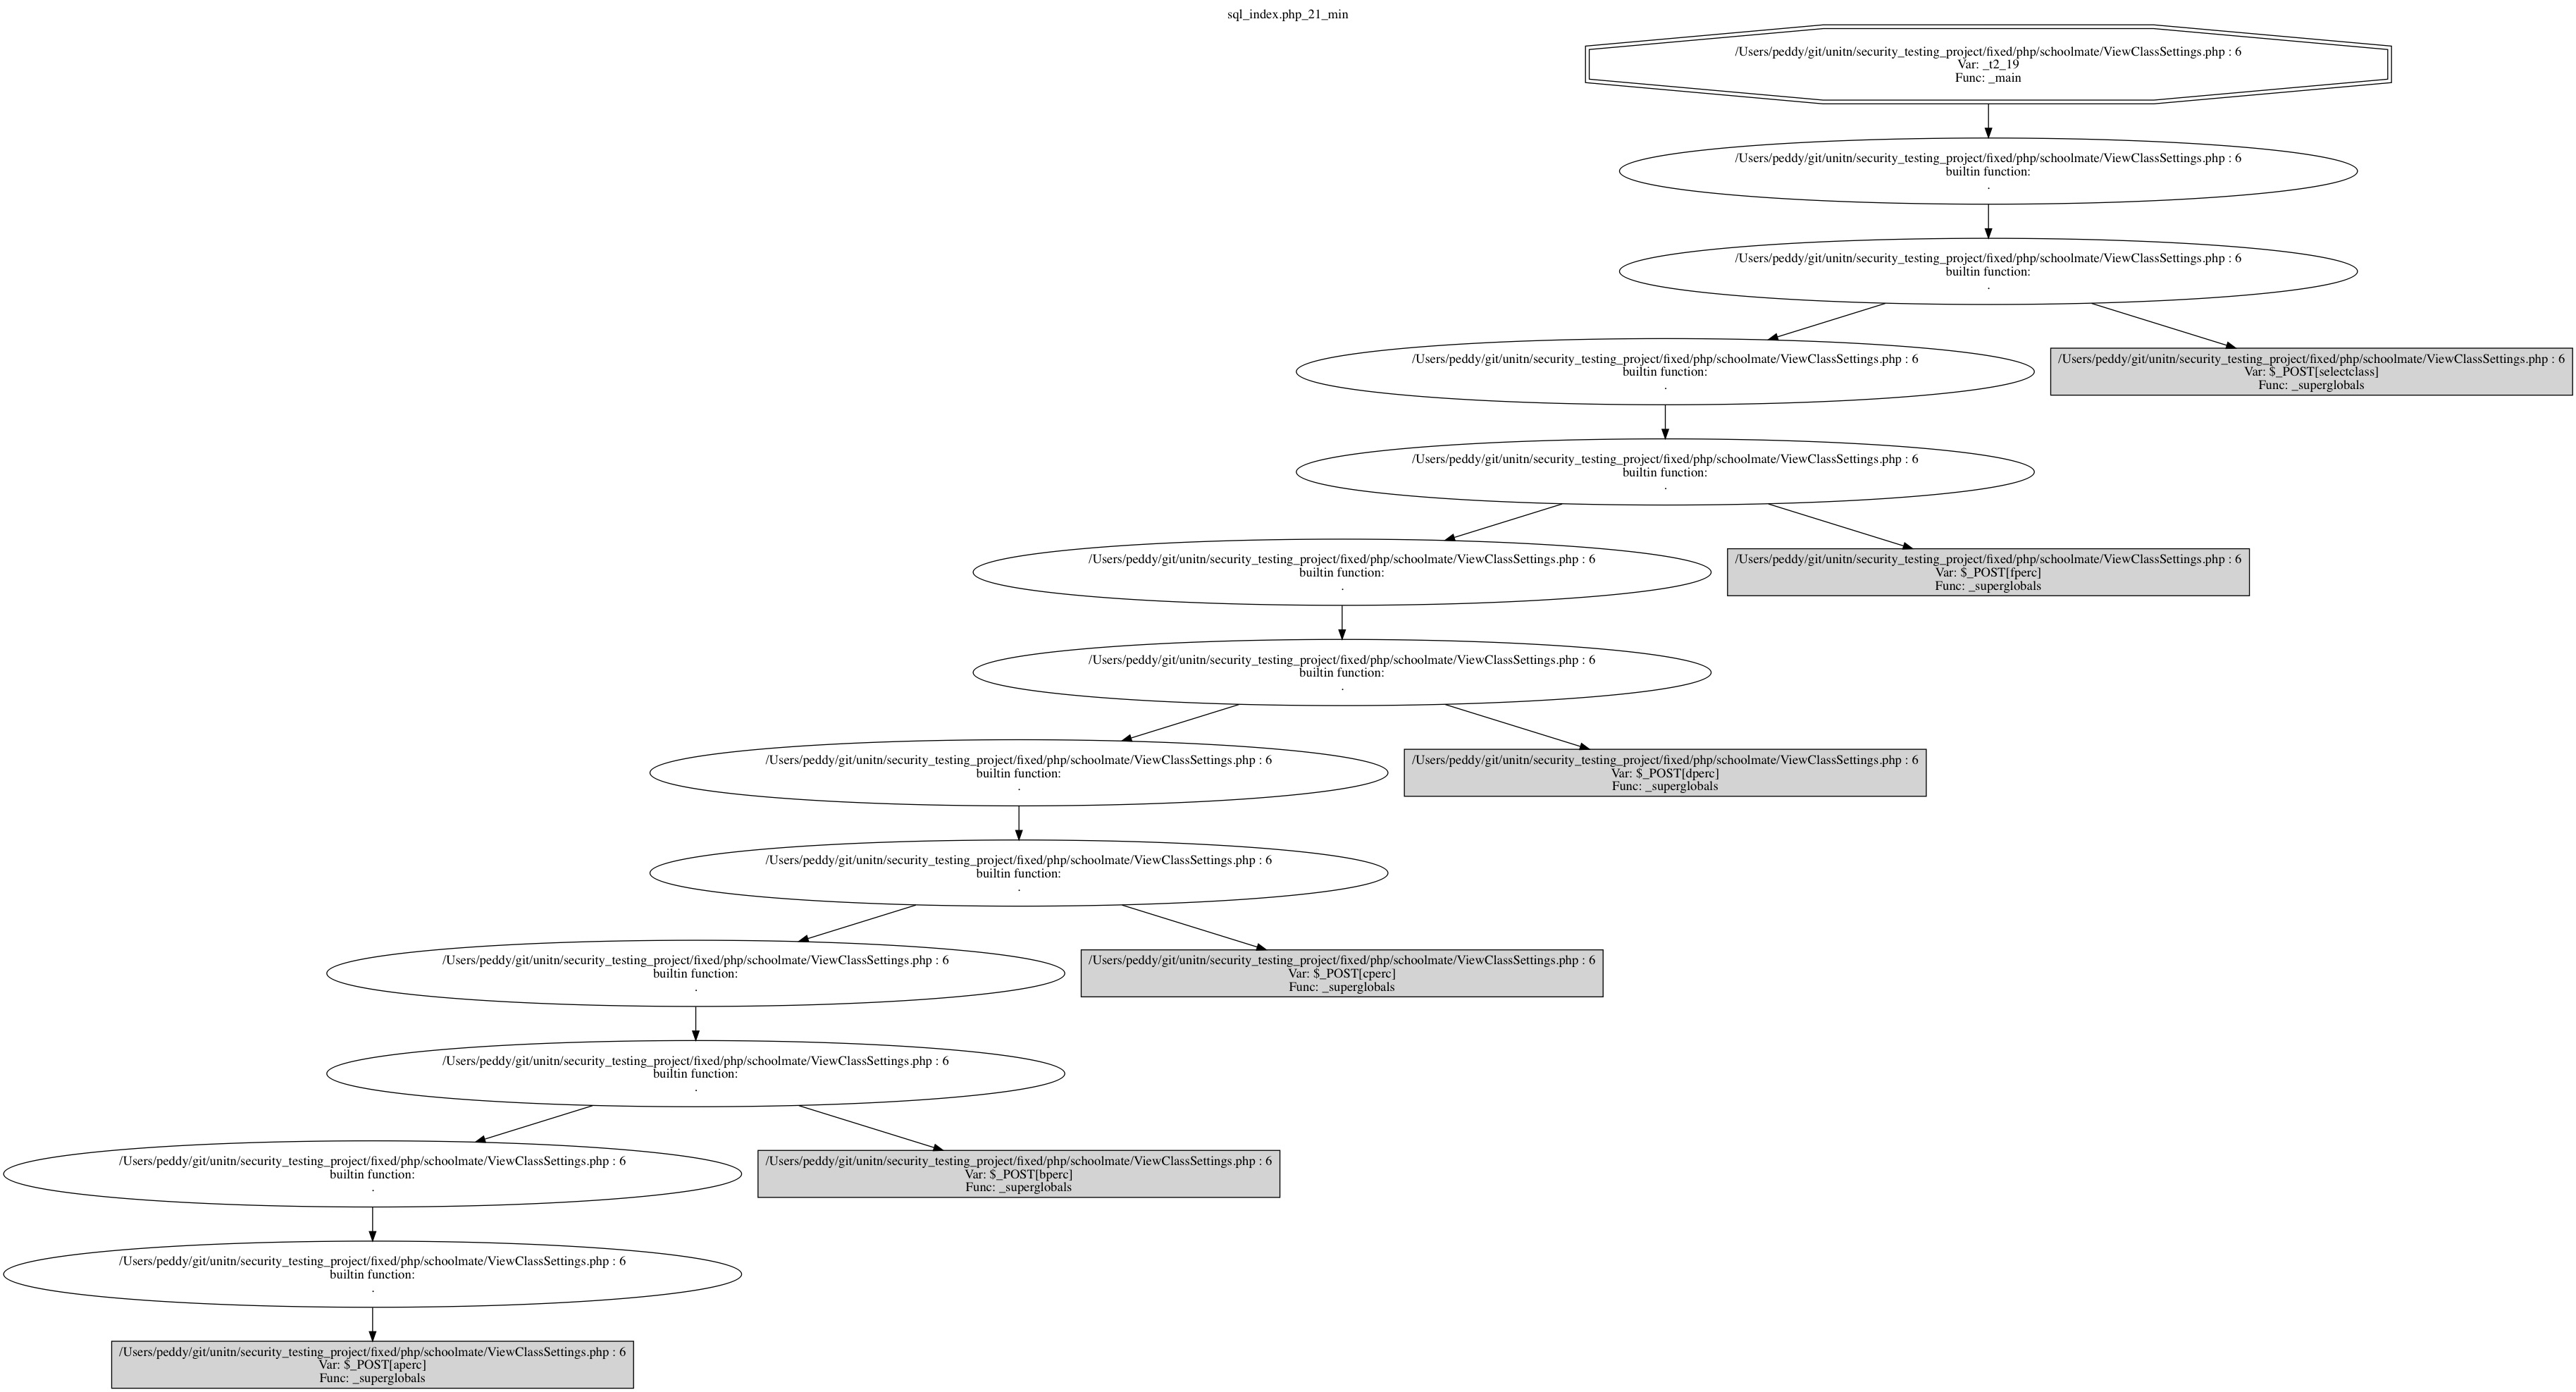 sql_index.php_21_min
/Users/peddy/git/unitn/security_testing_project/fixed/php/schoolmate/ViewClassSettings.php : 6
Var: _t2_19
Func: _main
/Users/peddy/git/unitn/security_testing_project/fixed/php/schoolmate/ViewClassSettings.php : 6
builtin function:
.
/Users/peddy/git/unitn/security_testing_project/fixed/php/schoolmate/ViewClassSettings.php : 6
builtin function:
.
/Users/peddy/git/unitn/security_testing_project/fixed/php/schoolmate/ViewClassSettings.php : 6
builtin function:
.
/Users/peddy/git/unitn/security_testing_project/fixed/php/schoolmate/ViewClassSettings.php : 6
Var: $_POST[selectclass]
Func: _superglobals
/Users/peddy/git/unitn/security_testing_project/fixed/php/schoolmate/ViewClassSettings.php : 6
builtin function:
.
/Users/peddy/git/unitn/security_testing_project/fixed/php/schoolmate/ViewClassSettings.php : 6
builtin function:
.
/Users/peddy/git/unitn/security_testing_project/fixed/php/schoolmate/ViewClassSettings.php : 6
Var: $_POST[fperc]
Func: _superglobals
/Users/peddy/git/unitn/security_testing_project/fixed/php/schoolmate/ViewClassSettings.php : 6
builtin function:
.
/Users/peddy/git/unitn/security_testing_project/fixed/php/schoolmate/ViewClassSettings.php : 6
builtin function:
.
/Users/peddy/git/unitn/security_testing_project/fixed/php/schoolmate/ViewClassSettings.php : 6
Var: $_POST[dperc]
Func: _superglobals
/Users/peddy/git/unitn/security_testing_project/fixed/php/schoolmate/ViewClassSettings.php : 6
builtin function:
.
/Users/peddy/git/unitn/security_testing_project/fixed/php/schoolmate/ViewClassSettings.php : 6
builtin function:
.
/Users/peddy/git/unitn/security_testing_project/fixed/php/schoolmate/ViewClassSettings.php : 6
Var: $_POST[cperc]
Func: _superglobals
/Users/peddy/git/unitn/security_testing_project/fixed/php/schoolmate/ViewClassSettings.php : 6
builtin function:
.
/Users/peddy/git/unitn/security_testing_project/fixed/php/schoolmate/ViewClassSettings.php : 6
builtin function:
.
/Users/peddy/git/unitn/security_testing_project/fixed/php/schoolmate/ViewClassSettings.php : 6
Var: $_POST[bperc]
Func: _superglobals
/Users/peddy/git/unitn/security_testing_project/fixed/php/schoolmate/ViewClassSettings.php : 6
builtin function:
.
/Users/peddy/git/unitn/security_testing_project/fixed/php/schoolmate/ViewClassSettings.php : 6
Var: $_POST[aperc]
Func: _superglobals